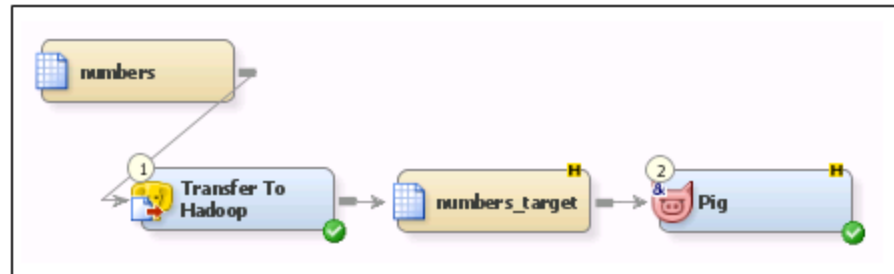 numbers
1
Transfer To
Hadoop
H
numbers_target
2
&
H
Pig